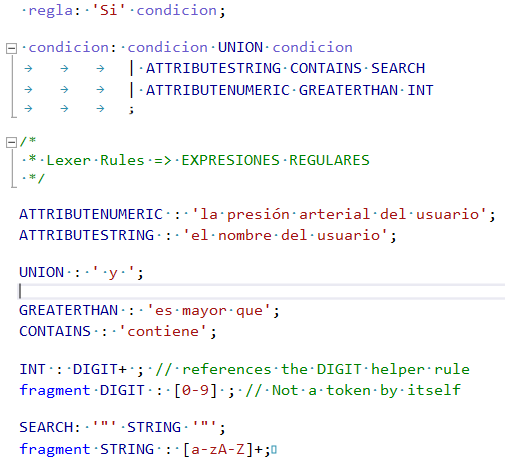 regla: 'Si' condicion;
condicion: condicion UNION condicion
| ATTRIBUTESTRING CONTAINS SEARCH
| ATTRIBUTENUMERIC GREATERTHAN INT
;
/*
* Lexer Rules => EXPRESIONES REGULARES
*/
ATTRIBUTENUMERIC : 'la presión arterial del usuario';
ATTRIBUTESTRING : 'el nombre del usuario';
UNION : ' y ';
GREATERTHAN : 'es mayor que';
CONTAINS : 'contiene';
INT : DIGIT+ ; // references the DIGIT helper rule
fragment DIGIT : [0-9] ; // Not a token by itself
SEARCH: '"' STRING '"';
fragment STRING : [a-zA-Z]+;